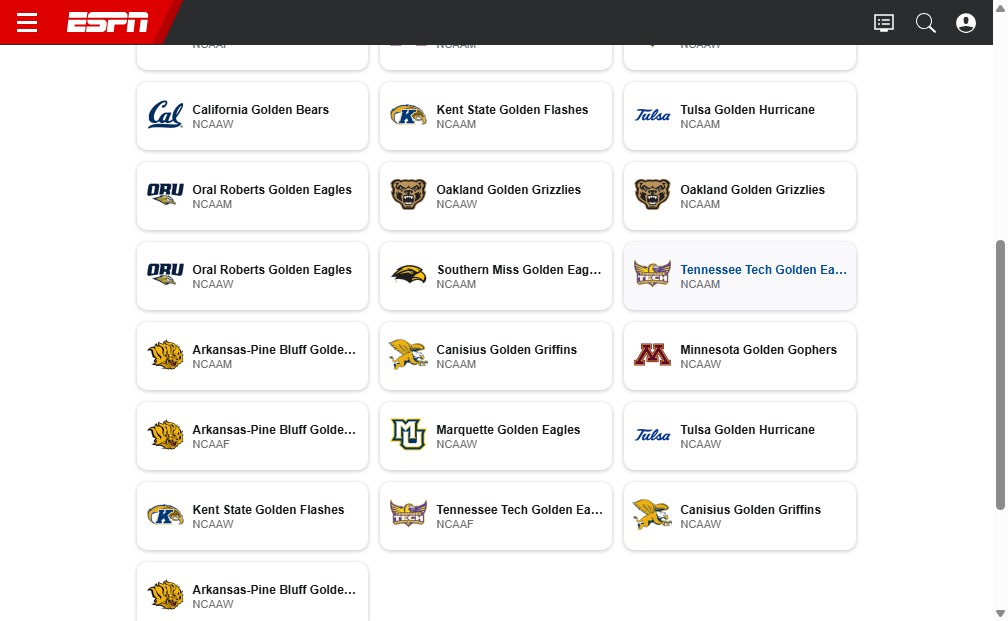 ESPN
NCAAF
NCAAM
NCAAW
Cal
California Golden Bears
NCAAW
K
Kent State Golden Flashes
NCAAM
Tulsa
Tulsa Golden Hurricane
NCAAM
ORU
Oral Roberts Golden Eagles
NCAAM
Oakland Golden Grizzlies
NCAAW
Oakland Golden Grizzlies
NCAAM
ORU
Oral Roberts Golden Eagles
NCAAW
Southern Miss Golden Eag...
NCAAM
TECH
Tennessee Tech Golden Ea...
NCAAM
Arkansas-Pine Bluff Golde...
NCAAM
Canisius Golden Griffins
NCAAM
M
Minnesota Golden Gophers
NCAAW
Arkansas-Pine Bluff Golde...
NCAAF
MU
Marquette Golden Eagles
NCAAW
Tulsa
Tulsa Golden Hurricane
NCAAW
K
Kent State Golden Flashes
NCAAW
TECH
Tennessee Tech Golden Ea...
NCAAF
Canisius Golden Griffins
NCAAW
Arkansas-Pine Bluff Golde...
NCAAW